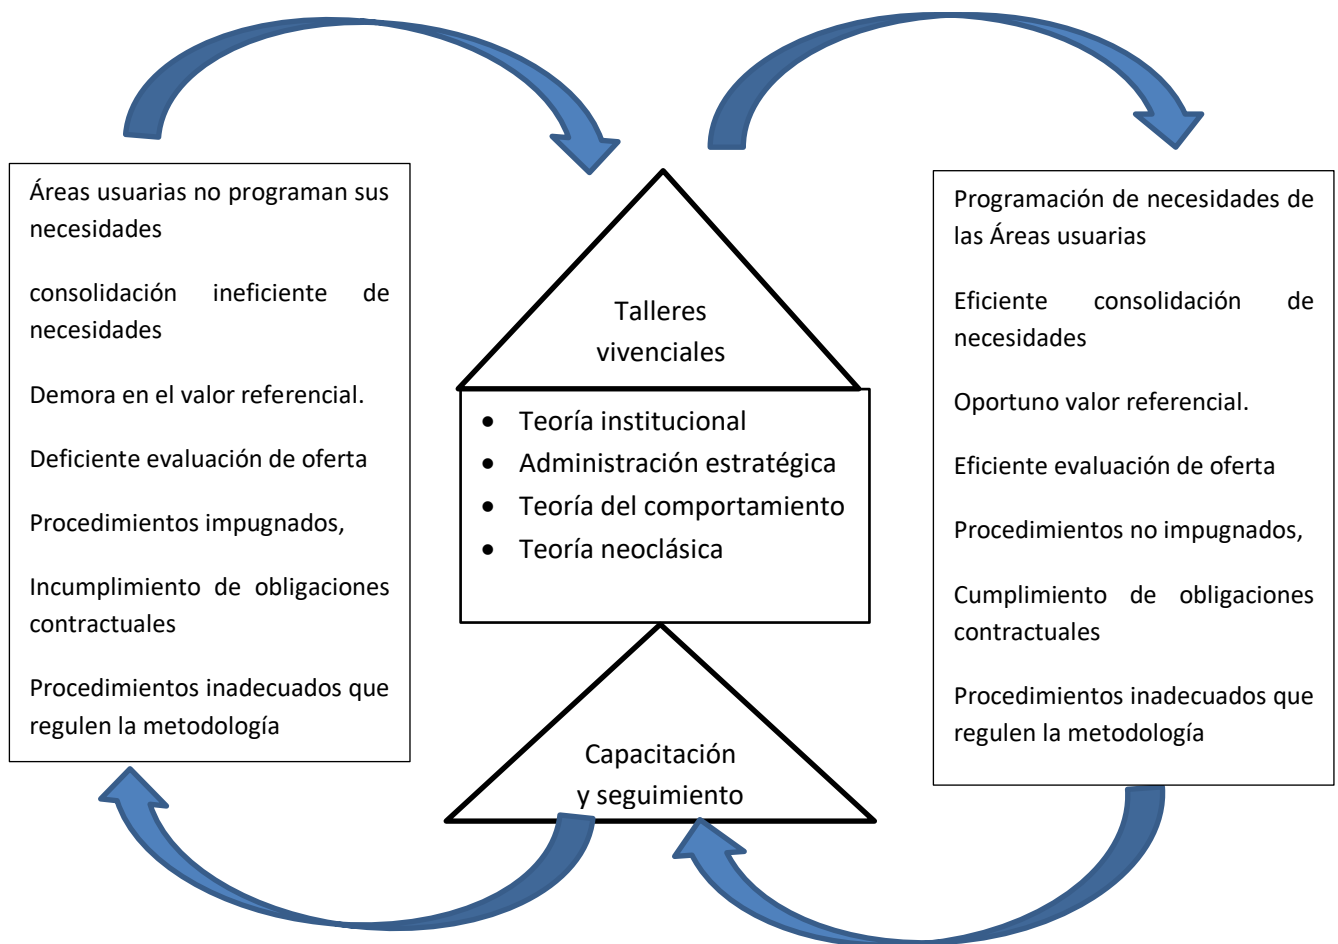 Áreas usuarias no programan sus
necesidades
consolidación ineficiente de
necesidades
Demora en el valor referencial.
Deficiente evaluación de oferta
Procedimientos impugnados,
Incumplimiento de obligaciones
contractuales
Procedimientos inadecuados que
regulen la metodología
Talleres
vivenciales
• Teoría institucional
• Administración estratégica
• Teoría del comportamiento
• Teoría neoclásica
Capacitación
y seguimiento
Programación de necesidades de
las Áreas usuarias
Eficiente consolidación de
necesidades
Oportuno valor referencial.
Eficiente evaluación de oferta
Procedimientos no impugnados,
Cumplimiento de obligaciones
contractuales
Procedimientos inadecuados que
regulen la metodología